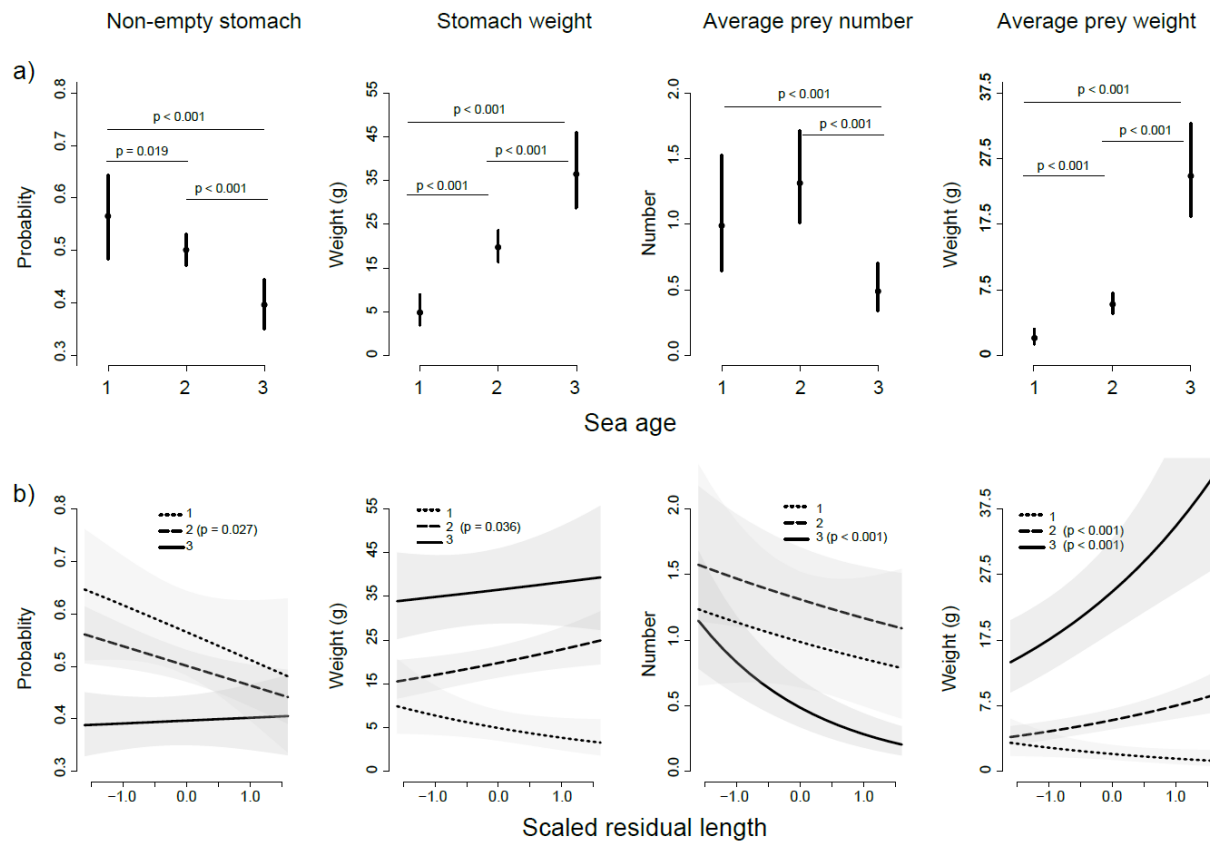 Non-empty stomach
Stomach weight
Average prey number
Average prey weight
a)
Probablity
0.3 0.4 0.5 0.6 0.7 0.8
p < 0.001
p = 0.019
p < 0.001
1 2 3
Weight (g)
0 5 15 25 35 45 55
p < 0.001
p < 0.001
p < 0.001
1 2 3
Number
0.0 0.5 1.0 1.5 2.0
p < 0.001
p < 0.001
1 2 3
Weight (g)
0 7.5 17.5 27.5 37.5
p < 0.001
p < 0.001
p < 0.001
1 2 3
Sea age
b)
Probablity
0.3 0.4 0.5 0.6 0.7 0.8
1
2 (p = 0.027)
3
−1.0 0.0 1.0
Weight (g)
0 5 15 25 35 45 55
1
2 (p = 0.036)
3
−1.0 0.0 1.0
Number
0.0 0.5 1.0 1.5 2.0
1
2
3 (p < 0.001)
−1.0 0.0 1.0
Weight (g)
0 7.5 17.5 27.5 37.5
1
2 (p < 0.001)
3 (p < 0.001)
−1.0 0.0 1.0
Scaled residual length